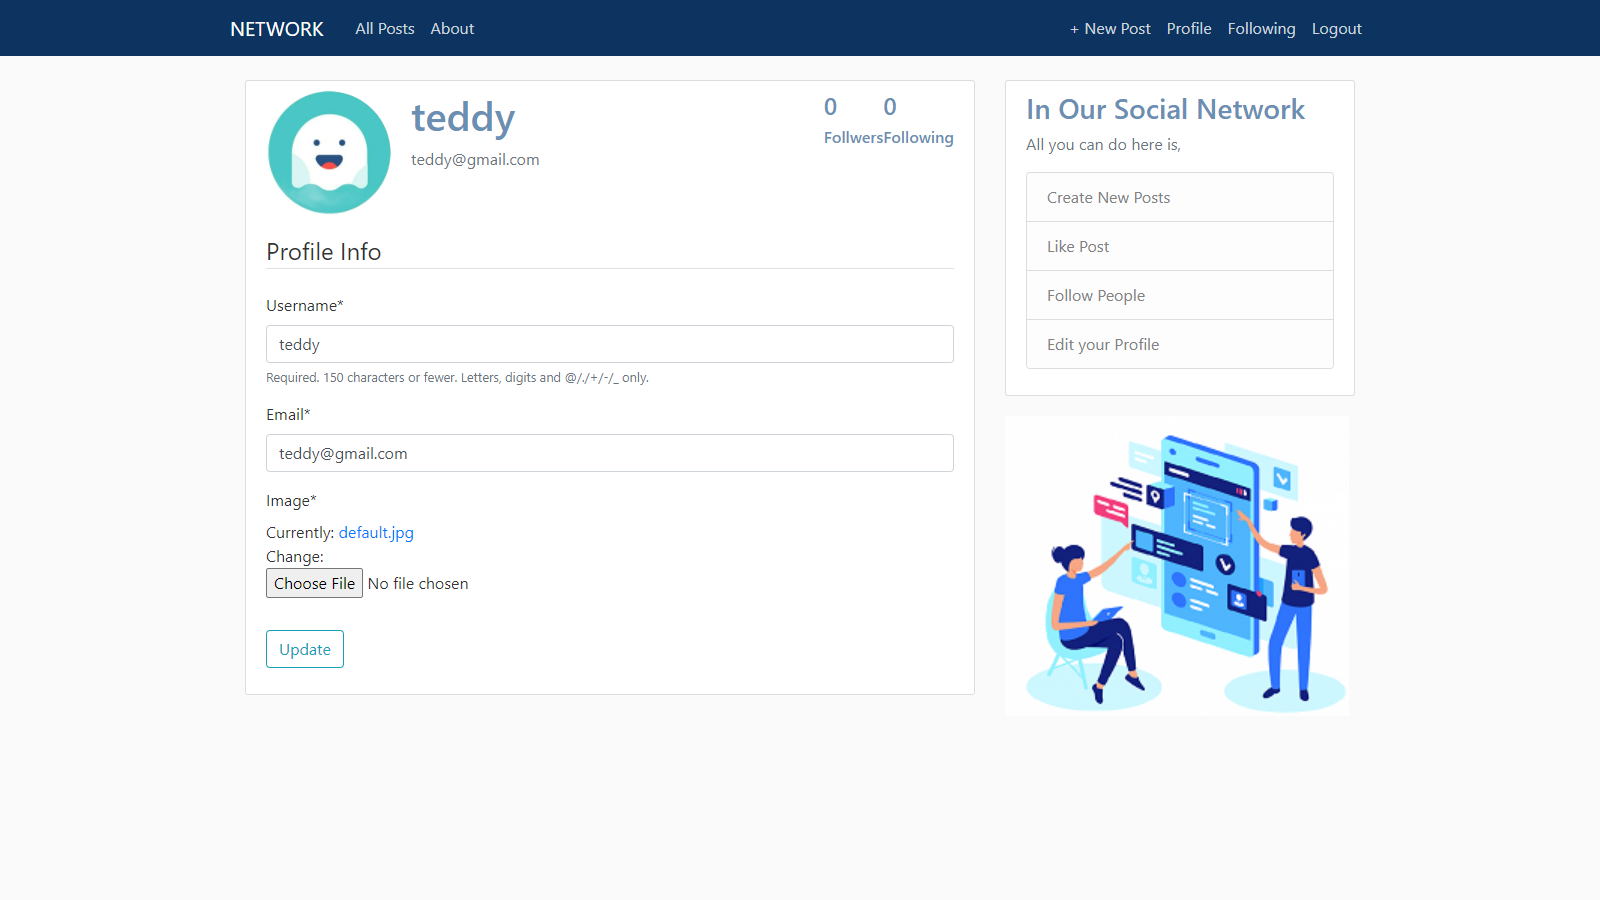 NETWORK All Posts About + New Post Profile Following Logout
teddy
teddy@gmail.com
0 0
FollwersFollowing
Profile Info
Username*
teddy
Required. 150 characters or fewer. Letters, digits and @/./+/-/_ only.
Email*
teddy@gmail.com
Image*
Currently: default.jpg
Change:
Choose File No file chosen
Update
In Our Social Network
All you can do here is,
Create New Posts
Like Post
Follow People
Edit your Profile